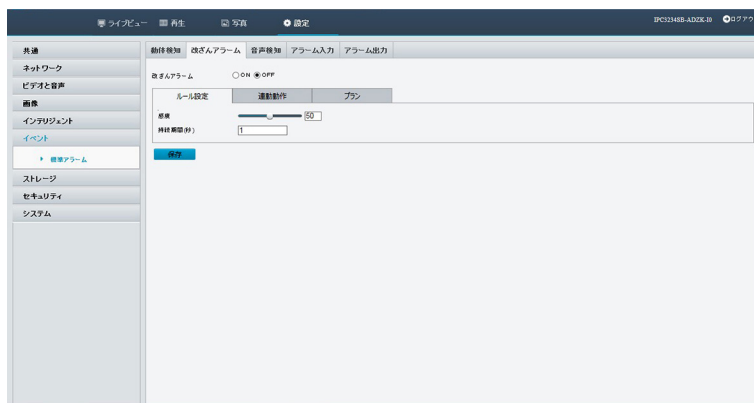 ライブビュー 再生 写真 設定 IPC3234SB-ADZK-I0 ログアウ
共通
ネットワーク
ビデオと音声
画像
インテリジェント
イベント
標準アラーム
ストレージ
セキュリティ
システム
動体検知 改ざんアラーム 音声検知 アラーム入力 アラーム出力
改ざんアラーム ON OFF
ルール設定 連動動作 プラン
感度 50
持続期間(秒) 1
保存